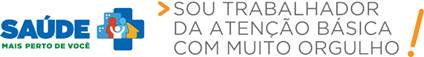 SAÚDE
MAIS PERTO DE VOCÊ
SOU TRABALHADOR
DA ATENÇÃO BÁSICA
COM MUITO ORGULHO!